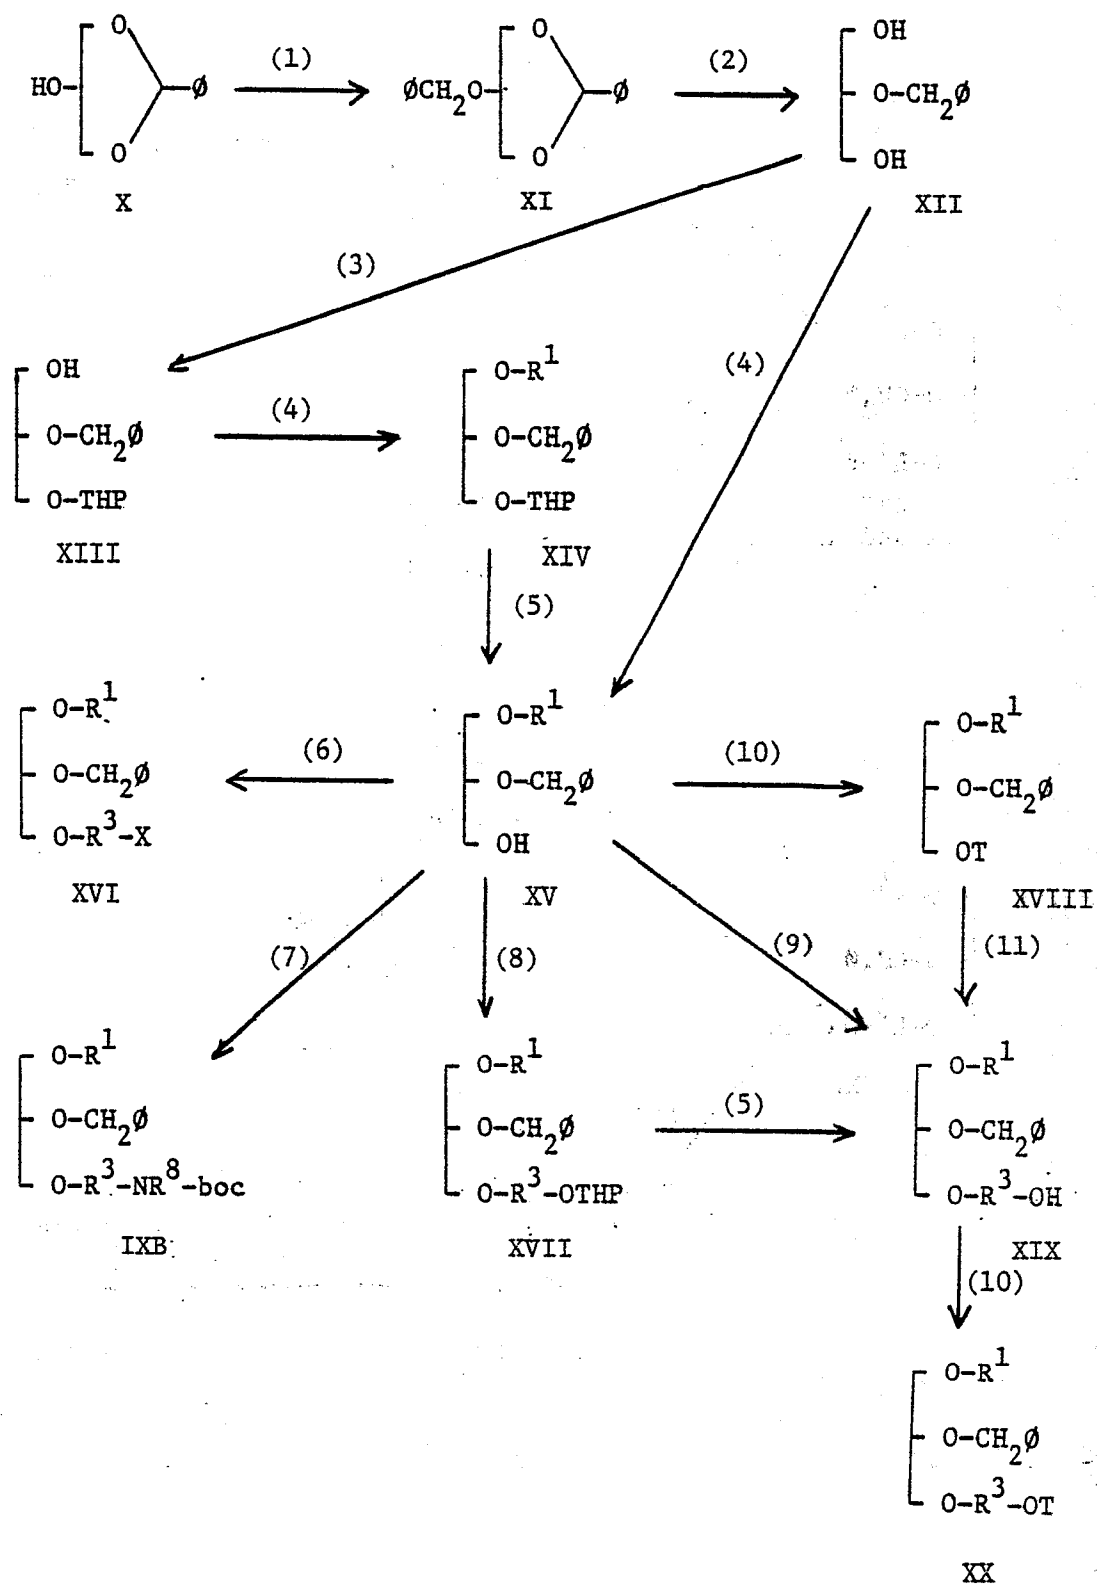 O O OH
HO- -Ø (1) ØCH2O- -Ø (2) O-CH2Ø
O O OH
X XI XII
(3)
(4)
OH O-R1
O-CH2Ø (4) O-CH2Ø
O-THP O-THP
XIII XIV
(5)
O-R1 O-R1 O-R1
O-CH2Ø (6) O-CH2Ø (10) O-CH2Ø
O-R3-X OH OT
XVI XV XVIII
(7) (8) (9) (11)
O-R1 O-R1 O-R1
O-CH2Ø O-CH2Ø (5) O-CH2Ø
O-R3-NR8-boc O-R3-OTHP O-R3-OH
IXB: XVII XIX
(10)
O-R1
O-CH2Ø
O-R3-OT
XX